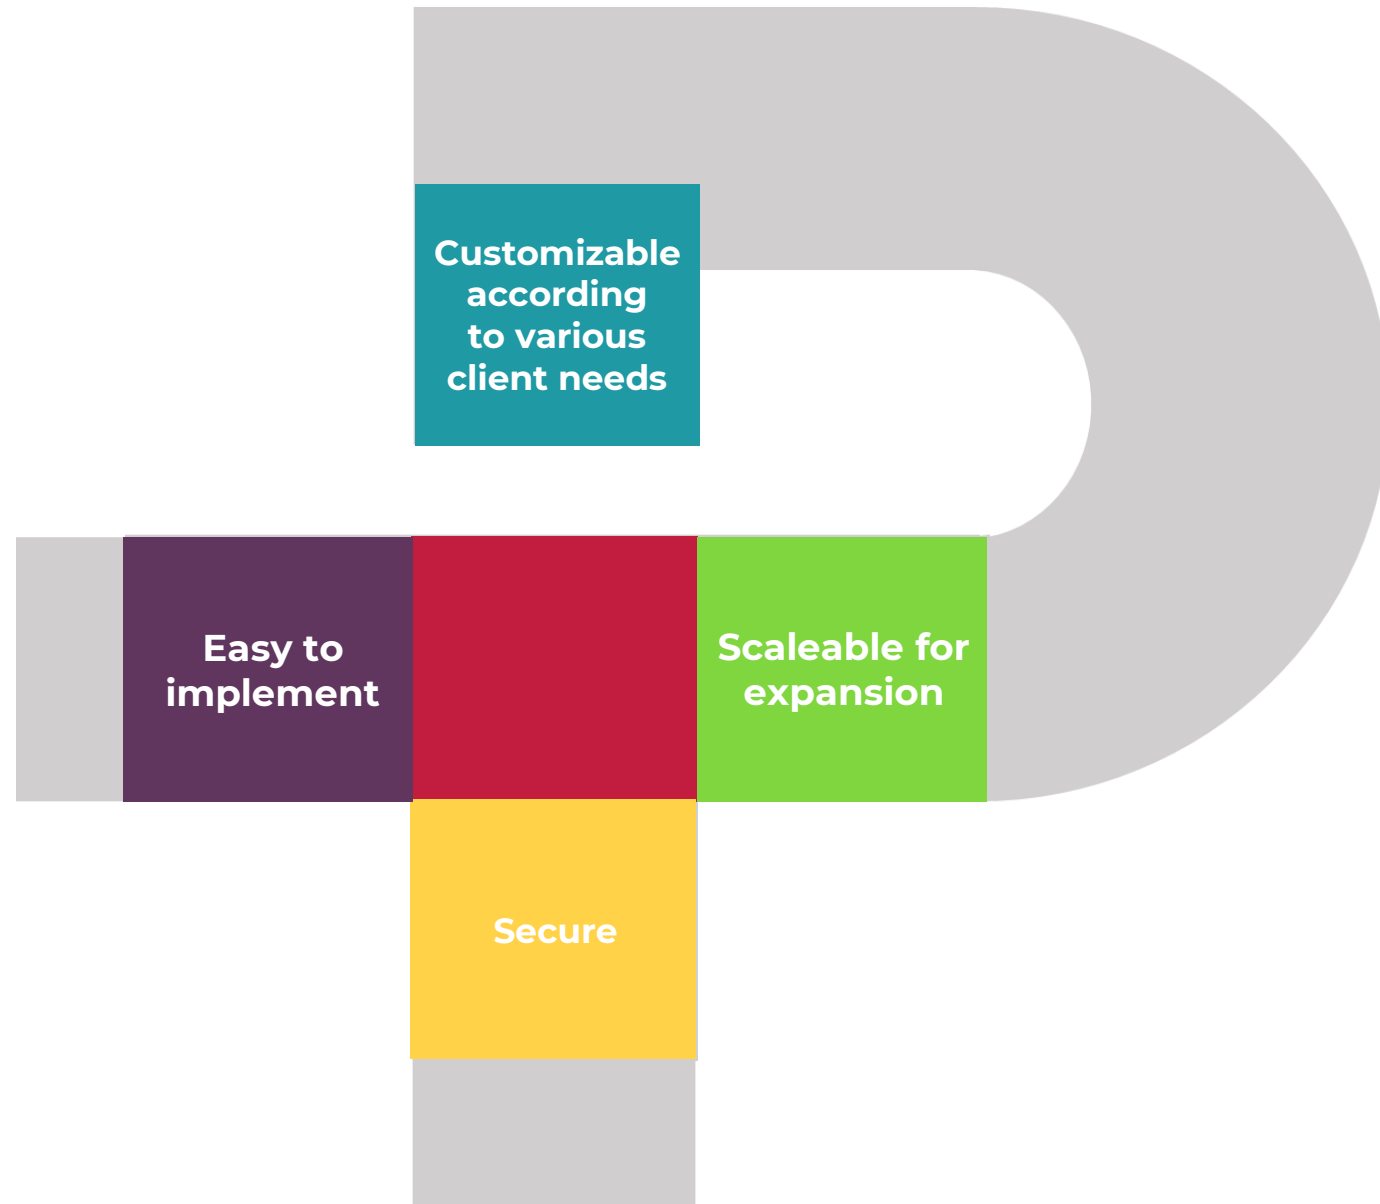 Customizable
according
to various
client needs
Easy to
implement
Scaleable for
expansion
Secure